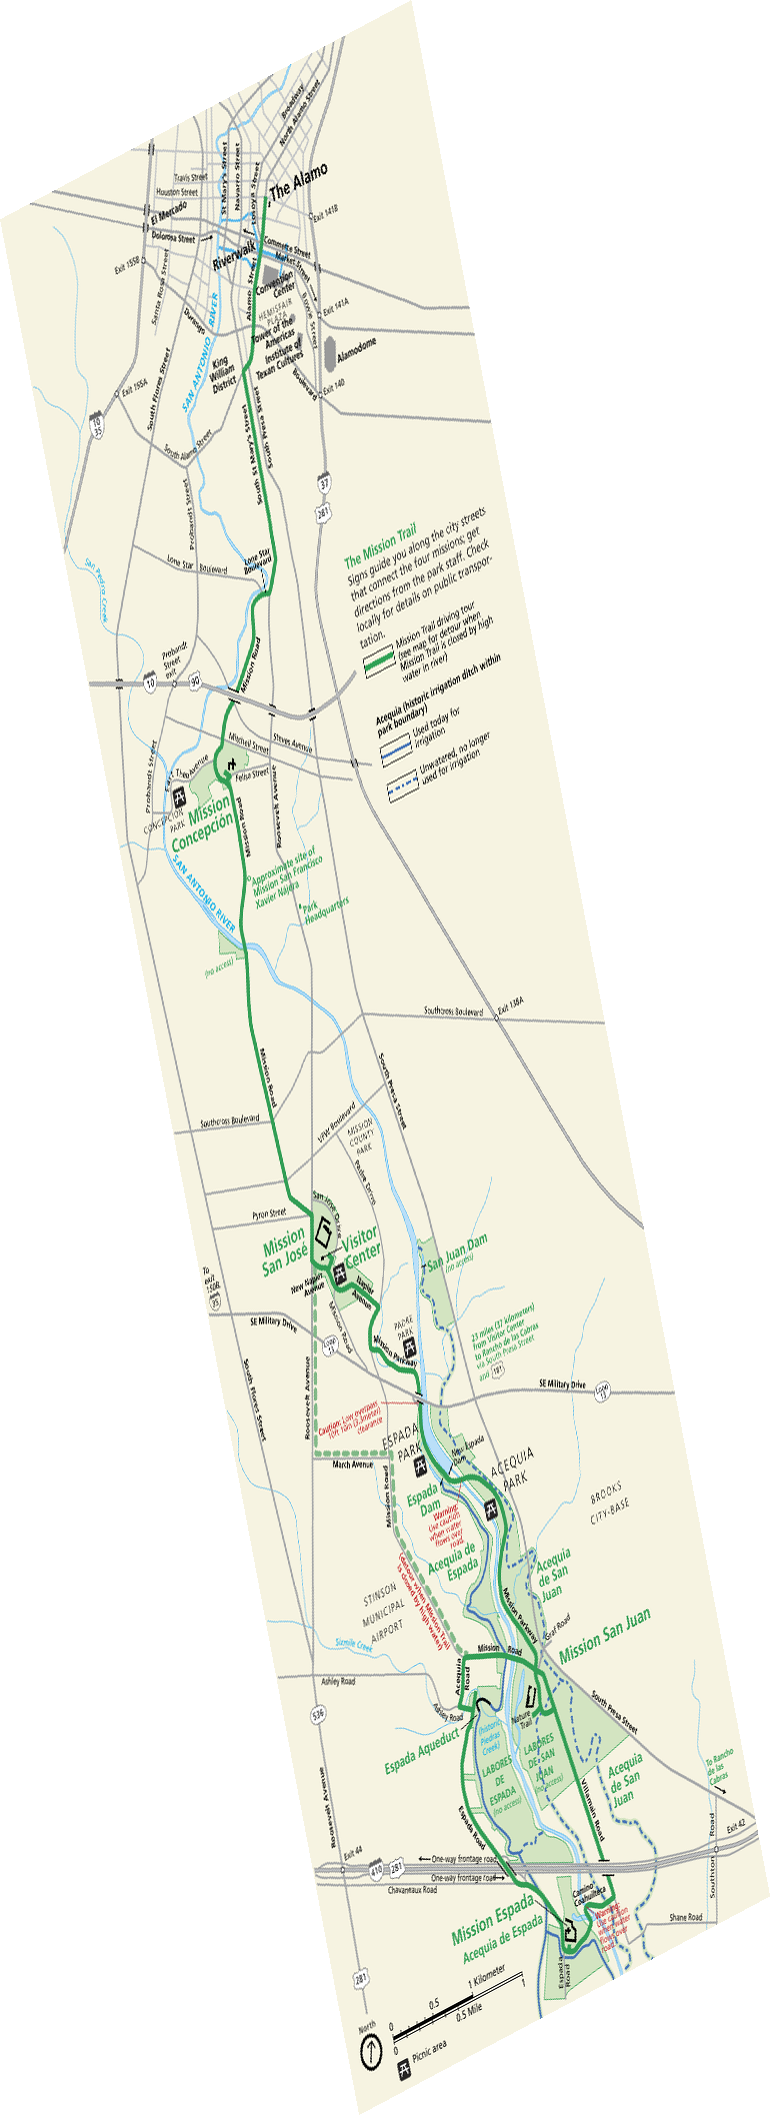 Broadway
North Alamo Street
St Mary's Street
Navarro Street
Losoya Street
Travis Street
Houston Street
The Alamo
El Mercado
Exit 141B
Dolorosa Street
Commerce Street
Market Street
Riverwalk
Exit 155B
Santa Rosa Street
Convention
Center
Alamo Street
HEMISFAIR
PLAZA
Bowie Street
Exit 141A
Durango
Boulevard
SAN ANTONIO RIVER
Tower of the
Americas
Institute of
Texan Cultures
Alamodome
King
William
District
Exit 155A
Exit 140
South Flores Street
10
35
South Alamo Street
South St Mary's Street
South Presa Street
37
281
Probandt Street
The Mission Trail
Signs guide you along the city streets
that connect the four missions; get
directions from the park staff. Check
locally for details on public transpor-
tation.
Mission Trail driving tour
(see map for detour when
Mission Trail is closed by high
water in river)
Acequia (historic irrigation ditch within
park boundary)
Used today for
irrigation
Unwatered, no longer
used for irrigation
Lone Star Boulevard
Lone Star
Boulevard
San Pedro Creek
Probandt
Street
exit
Mission Road
10
90
Mitchell Street
Steves Avenue
Probandt Street
East Theo Avenue
Felisa Street
CONCEPCION
PARK
Mission
Concepción
Mission Road
Roosevelt Avenue
SAN ANTONIO RIVER
Approximate site of
Mission San Francisco
Xavier Nájera
Park
Headquarters
(no access)
Southcross Boulevard
Exit 138A
Mission Road
South Presa Street
Southcross Boulevard
VFW Boulevard
MISSION
COUNTY
PARK
Padre Drive
Pyron Street
San José Drive
Mission
San José
Visitor
Center
San Juan Dam
(no access)
To
exit
150B
35
New Napier
Avenue
Napier
Avenue
Mission Road
SE Military Drive
Loop
13
PADRE
PARK
Mission Parkway
23 miles (37 kilometers)
from Visitor Center
to Rancho de las Cabras
via South Presa Street
and 181
SE Military Drive
Loop
13
South Flores Street
Roosevelt Avenue
Caution: Low overpass
10ft 10in (3.3meter)
clearance
ESPADA
PARK
New Espada
Dam
March Avenue
ACEQUIA
PARK
Mission Road
Espada
Dam
Warning:
Use caution
when water
flows over
road.
BROOKS
CITY-BASE
Acequia de
Espada
Acequia
de San
Juan
(detour when Mission Trail
is closed by high water)
STINSON
MUNICIPAL
AIRPORT
Mission Parkway
Graf Road
Mission San Juan
Sixmile Creek
Mission Road
Ashley Road
Acequia
Road
Ashley Road
Nature
Trail
South Presa Street
536
Espada Aqueduct
(historic
Piedras
Creek)
LABORES
DE SAN
JUAN
(no access)
LABORES
DE
ESPADA
(no access)
Acequia
de San
Juan
To Rancho
de las
Cabras
Roosevelt Avenue
Espada Road
Villamain Road
Southton Road
Exit 42
Exit 44
410
281
One-way frontage road
One-way frontage road
Chavaneaux Road
Camino
Coahuilteca
Mission Espada
Acequia de Espada
Warning:
Use caution
when water
flows over
road.
Shane Road
Espada
Road
281
North
0
0.5
1 Kilometer
0
0.5 Mile
1
Picnic area